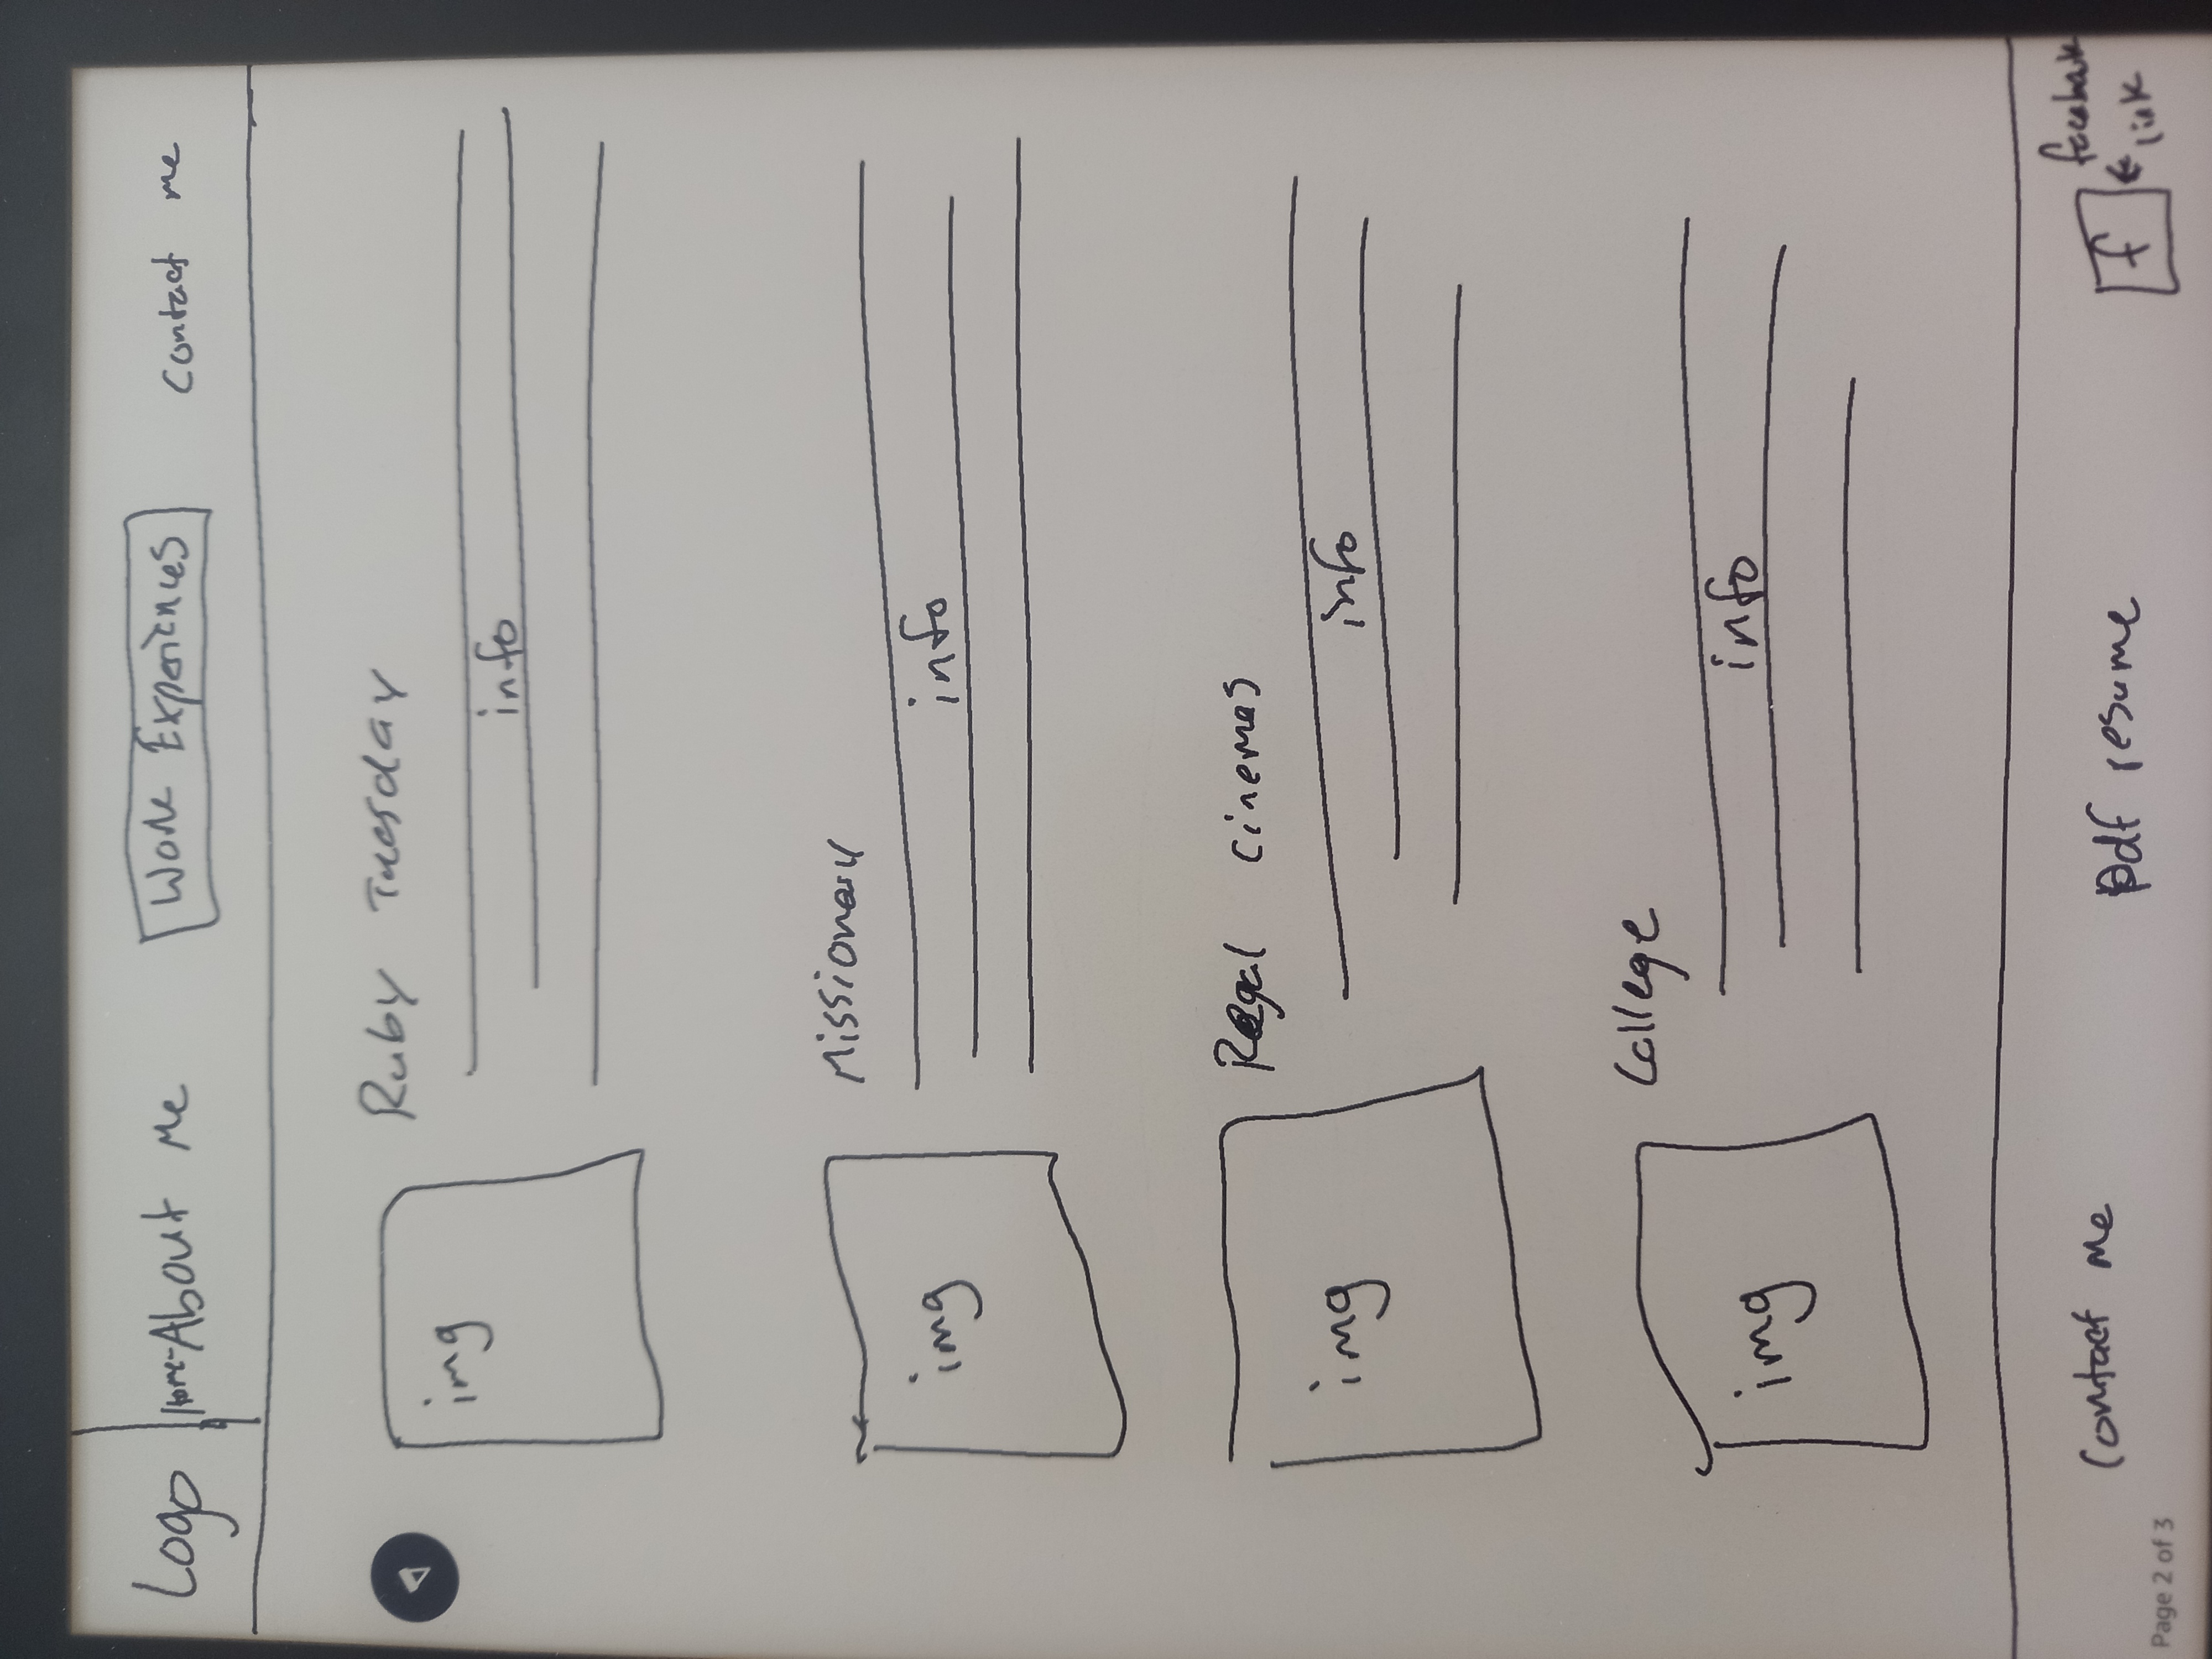 Logo
Home-About Me
Work Experiences
Contact me
Ruby Tuesday
img
info
Missionary
img
info
Regal cinemas
img
info
College
img
info
Contact Me
pdf resume
f
facebook
link
Page 2 of 3